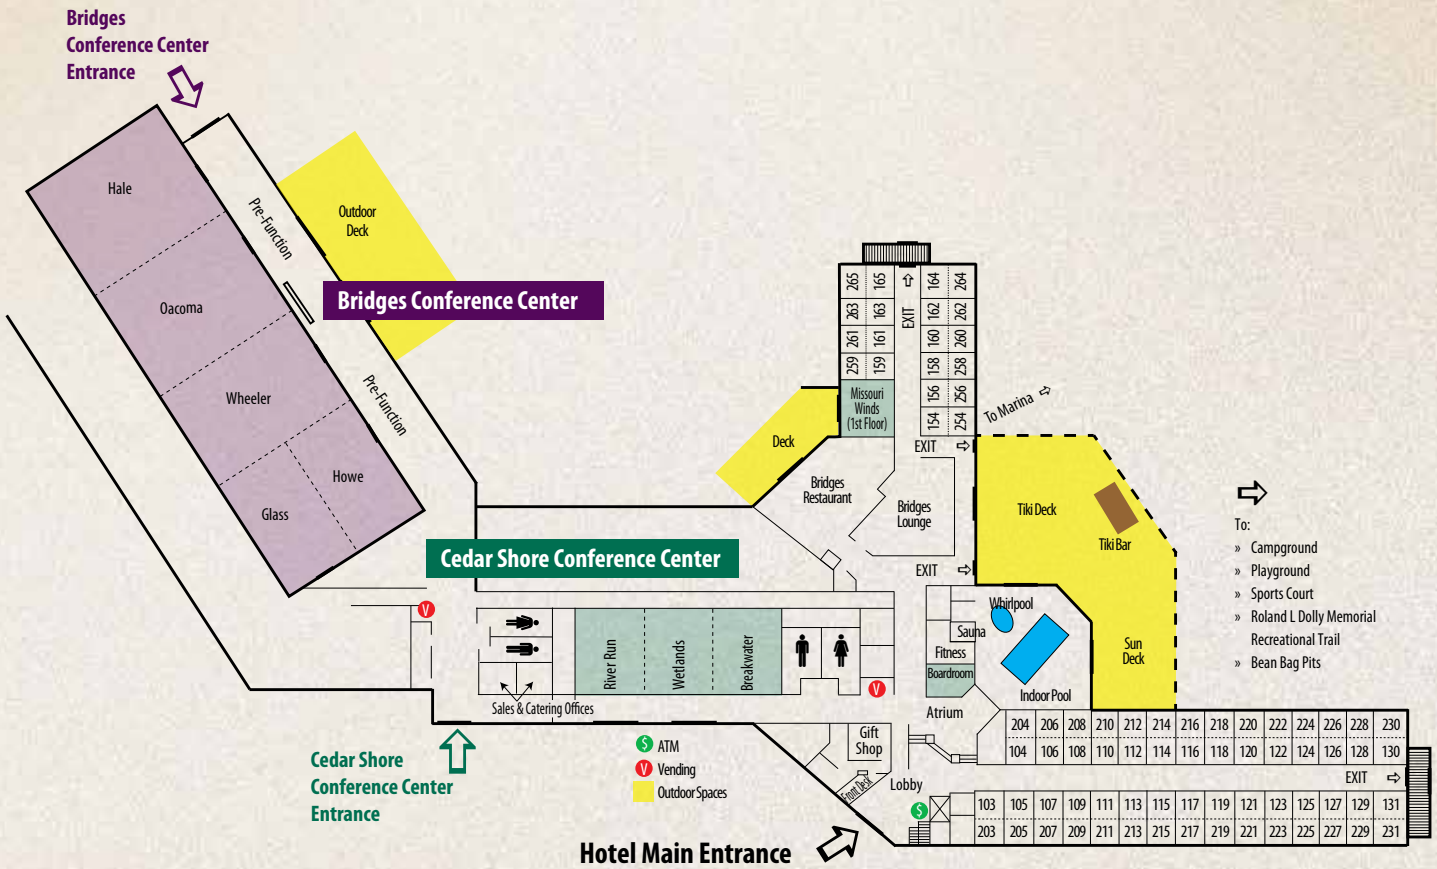 Bridges
Conference Center
Entrance
Hale
Pre-Function
Outdoor
Deck
Oacoma
Bridges Conference Center
Wheeler
Pre-Function
Howe
Glass
265 165 164 264
263 163 162 262
EXIT
261 161 160 260
259 159 158 258
Missouri
Winds
(1st Floor)
156 256
154 254
To Marina
Deck
EXIT
Bridges
Restaurant
Bridges
Lounge
Tiki Deck
Tiki Bar
EXIT
To:
» Campground
» Playground
» Sports Court
» Roland L Dolly Memorial
Recreational Trail
» Bean Bag Pits
Cedar Shore Conference Center
V
River Run
Wetlands
Breakwater
Sales & Catering Offices
V
Whirlpool
Sauna
Fitness
Boardroom
Indoor Pool
Sun
Deck
Atrium
204 206 208 210 212 214 216 218 220 222 224 226 228 230
104 106 108 110 112 114 116 118 120 122 124 126 128 130
EXIT
Gift
Shop
Front Desk
Lobby
$
103 105 107 109 111 113 115 117 119 121 123 125 127 129 131
203 205 207 209 211 213 215 217 219 221 223 225 227 229 231
Cedar Shore
Conference Center
Entrance
$ ATM
V Vending
Outdoor Spaces
Hotel Main Entrance